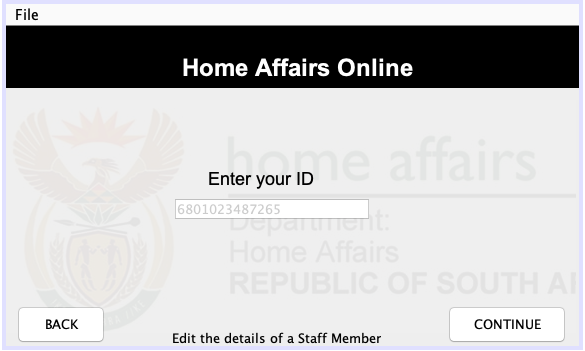 File
Home Affairs Online
home affairs
Enter your ID
6801023487265
Department:
Home Affairs
REPUBLIC OF SOUTH
BACK
CONTINUE
Edit the details of a Staff Member